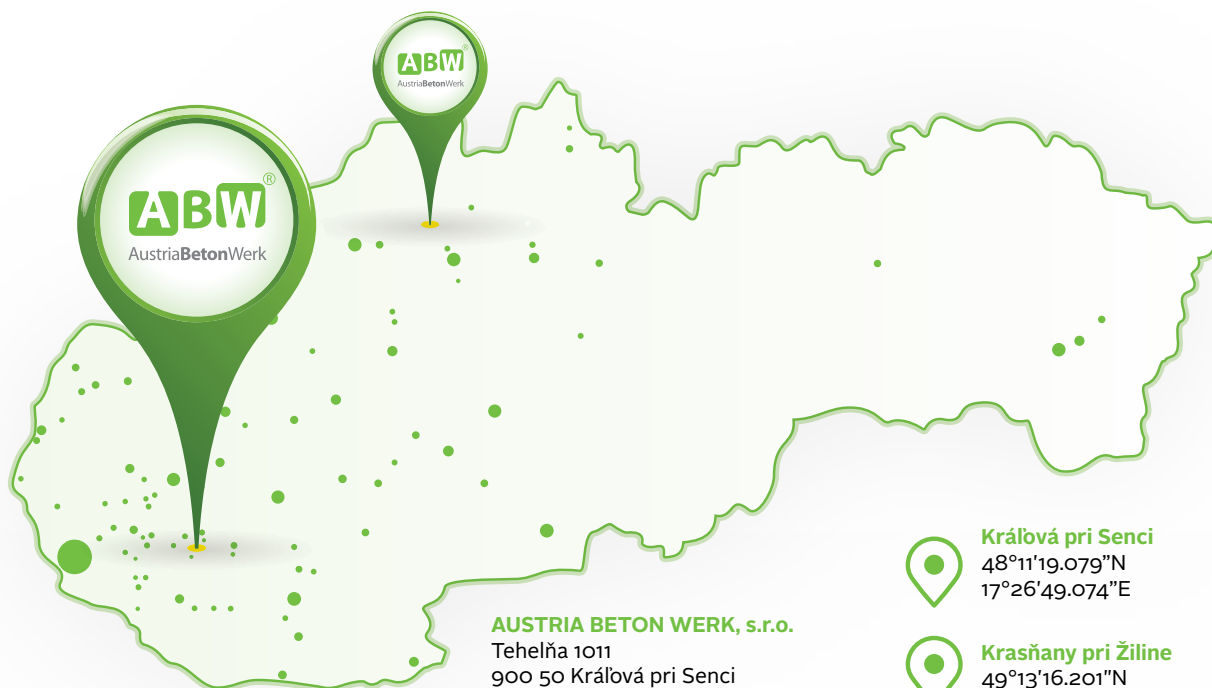 ABW®
AustriaBetonWerk
ABW®
AustriaBetonWerk
AUSTRIA BETON WERK, s.r.o.
Tehelňa 1011
900 50 Kráľová pri Senci
Kráľová pri Senci
48°11'19.079”N
17°26'49.074”E
Krasňany pri Žiline
49°13'16.201"N